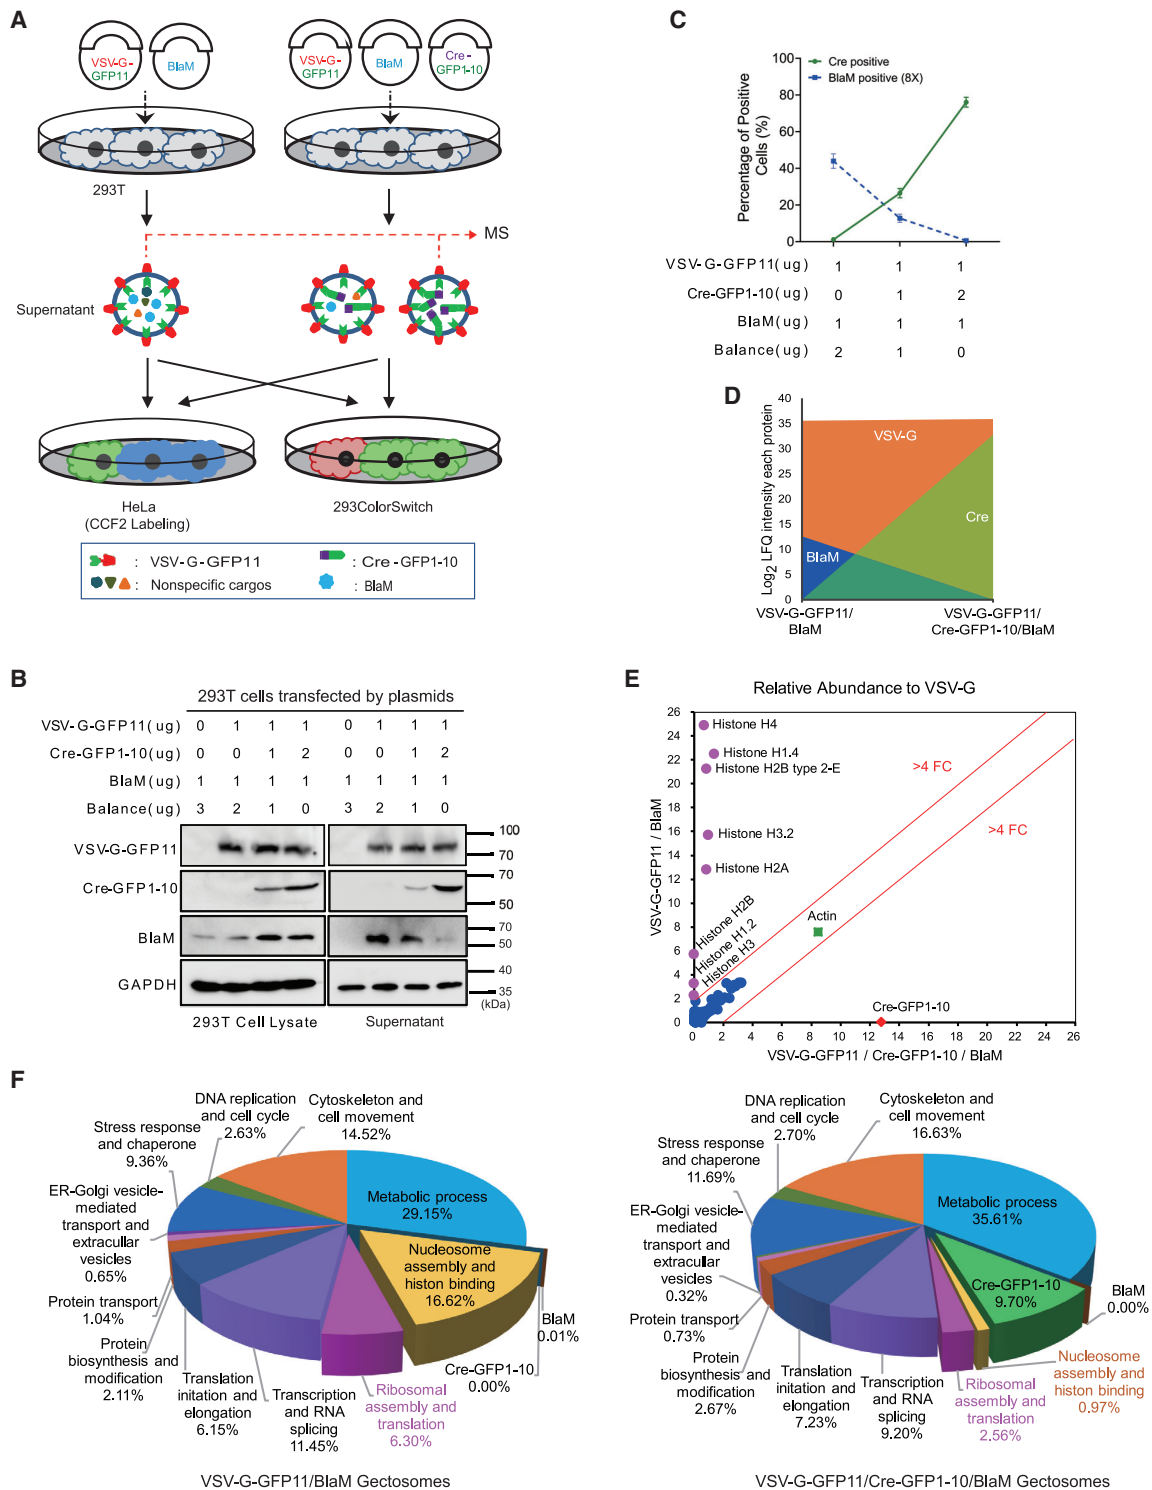 A
VSV-G-
GFP11
BlaM
VSV-G-
GFP11
BlaM
Cre-
GFP1-10
293T
MS
Supernatant
HeLa
(CCF2 Labeling)
293ColorSwitch
: VSV-G-GFP11
: Cre-GFP1-10
: Nonspecific cargos
: BlaM
B
293T cells transfected by plasmids
VSV-G-GFP11(ug) 0 1 1 1 0 1 1 1
Cre-GFP1-10(ug) 0 0 1 2 0 0 1 2
BlaM(ug) 1 1 1 1 1 1 1 1
Balance(ug) 3 2 1 0 3 2 1 0
VSV-G-GFP11
100
70
Cre-GFP1-10
70
50
BlaM
70
50
GAPDH
40
35
(kDa)
293T Cell Lysate
Supernatant
C
Percentage of Positive
Cells (%)
100
80
60
40
20
0
Cre positive
BlaM positive (8X)
VSV-G-GFP11(ug) 1 1 1
Cre-GFP1-10(ug) 0 1 2
BlaM(ug) 1 1 1
Balance(ug) 2 1 0
D
Log2 LFQ intensity each protein
40
35
30
25
20
15
10
5
0
VSV-G
Cre
BlaM
VSV-G-GFP11/
BlaM
VSV-G-GFP11/
Cre-GFP1-10/BlaM
E
Relative Abundance to VSV-G
VSV-G-GFP11 / BlaM
26
24
22
20
18
16
14
12
10
8
6
4
2
0
Histone H4
Histone H1.4
Histone H2B type 2-E
Histone H3.2
Histone H2A
Histone H2B
Histone H1.2
Histone H3
>4 FC
>4 FC
Actin
Cre-GFP1-10
0 2 4 6 8 10 12 14 16 18 20 22 24 26
VSV-G-GFP11 / Cre-GFP1-10 / BlaM
F
DNA replication
and cell cycle
2.63%
Cytoskeleton and
cell movement
14.52%
Stress response
and chaperone
9.36%
ER-Golgi vesicle-
mediated
transport and
extracullar
vesicles
0.65%
Protein transport
1.04%
Protein
biosynthesis and
modification
2.11%
Translation
initation and
elongation
6.15%
Transcription
and RNA
splicing
11.45%
Ribosomal
assembly and
translation
6.30%
Cre-GFP1-10
0.00%
BlaM
0.01%
Metabolic process
29.15%
Nucleosome
assembly and
histon binding
16.62%
VSV-G-GFP11/BlaM Gectosomes
DNA replication
and cell cycle
2.70%
Cytoskeleton and
cell movement
16.63%
Stress response
and chaperone
11.69%
ER-Golgi vesicle-
mediated
transport and
extracullar
vesicles
0.32%
Protein transport
0.73%
Protein
biosynthesis and
modification
2.67%
Translation
initation and
elongation
7.23%
Transcription
and RNA
splicing
9.20%
Ribosomal
assembly and
translation
2.56%
Nucleosome
assembly and
histon binding
0.97%
BlaM
0.00%
Metabolic process
35.61%
Cre-GFP1-10
9.70%
VSV-G-GFP11/Cre-GFP1-10/BlaM Gectosomes